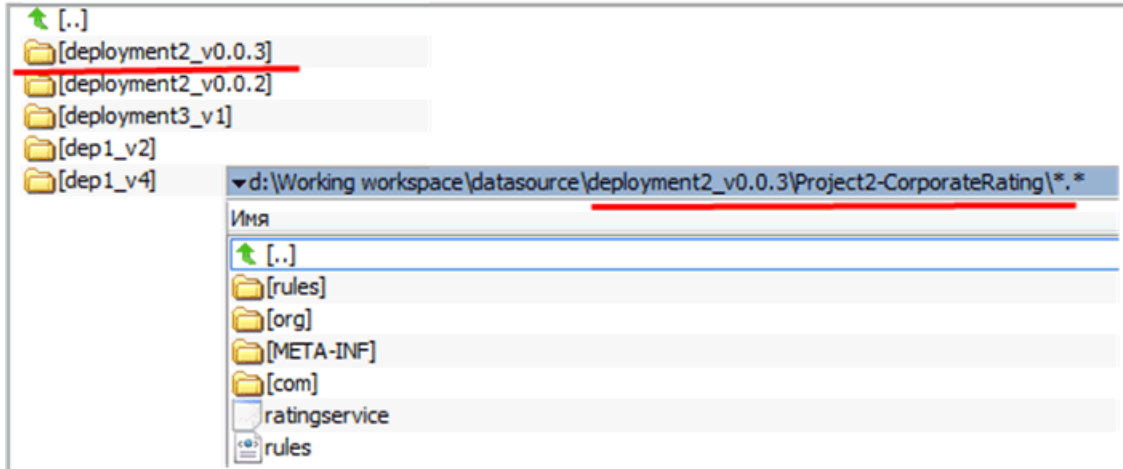 [..]
[deployment2_v0.0.3]
[deployment2_v0.0.2]
[deployment3_v1]
[dep1_v2]
[dep1_v4]
d:\Working workspace\datasource\deployment2_v0.0.3\Project2-CorporateRating\*.*
Имя
[..]
[rules]
[org]
[META-INF]
[com]
ratingservice
rules